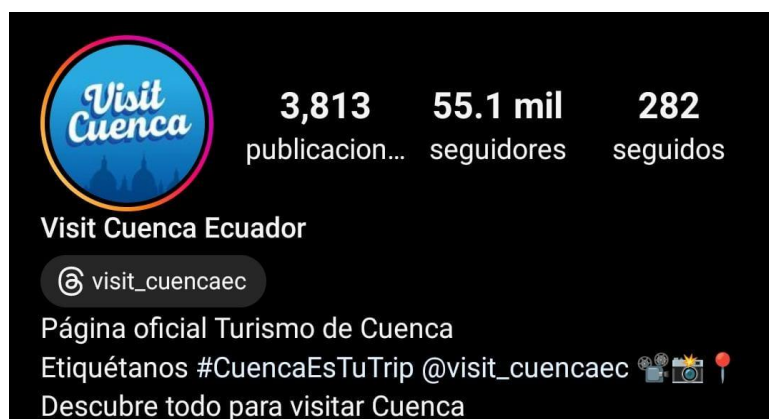 Visit
Cuenca
3,813 55.1 mil 282
publicacion... seguidores seguidos
Visit Cuenca Ecuador
visit_cuencaec
Página oficial Turismo de Cuenca
Etiquétanos #CuencaEsTuTrip @visit_cuencaec 📽📸📍
Descubre todo para visitar Cuenca